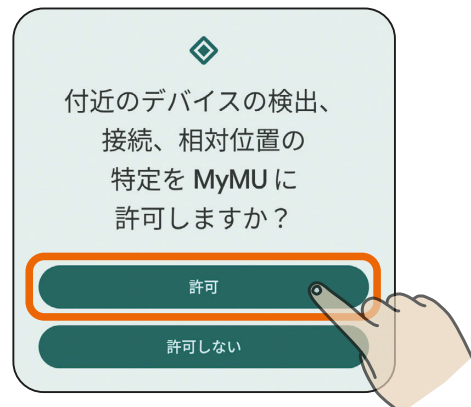 付近のデバイスの検出、
接続、相対位置の
特定を MyMU に
許可しますか？
許可
許可しない